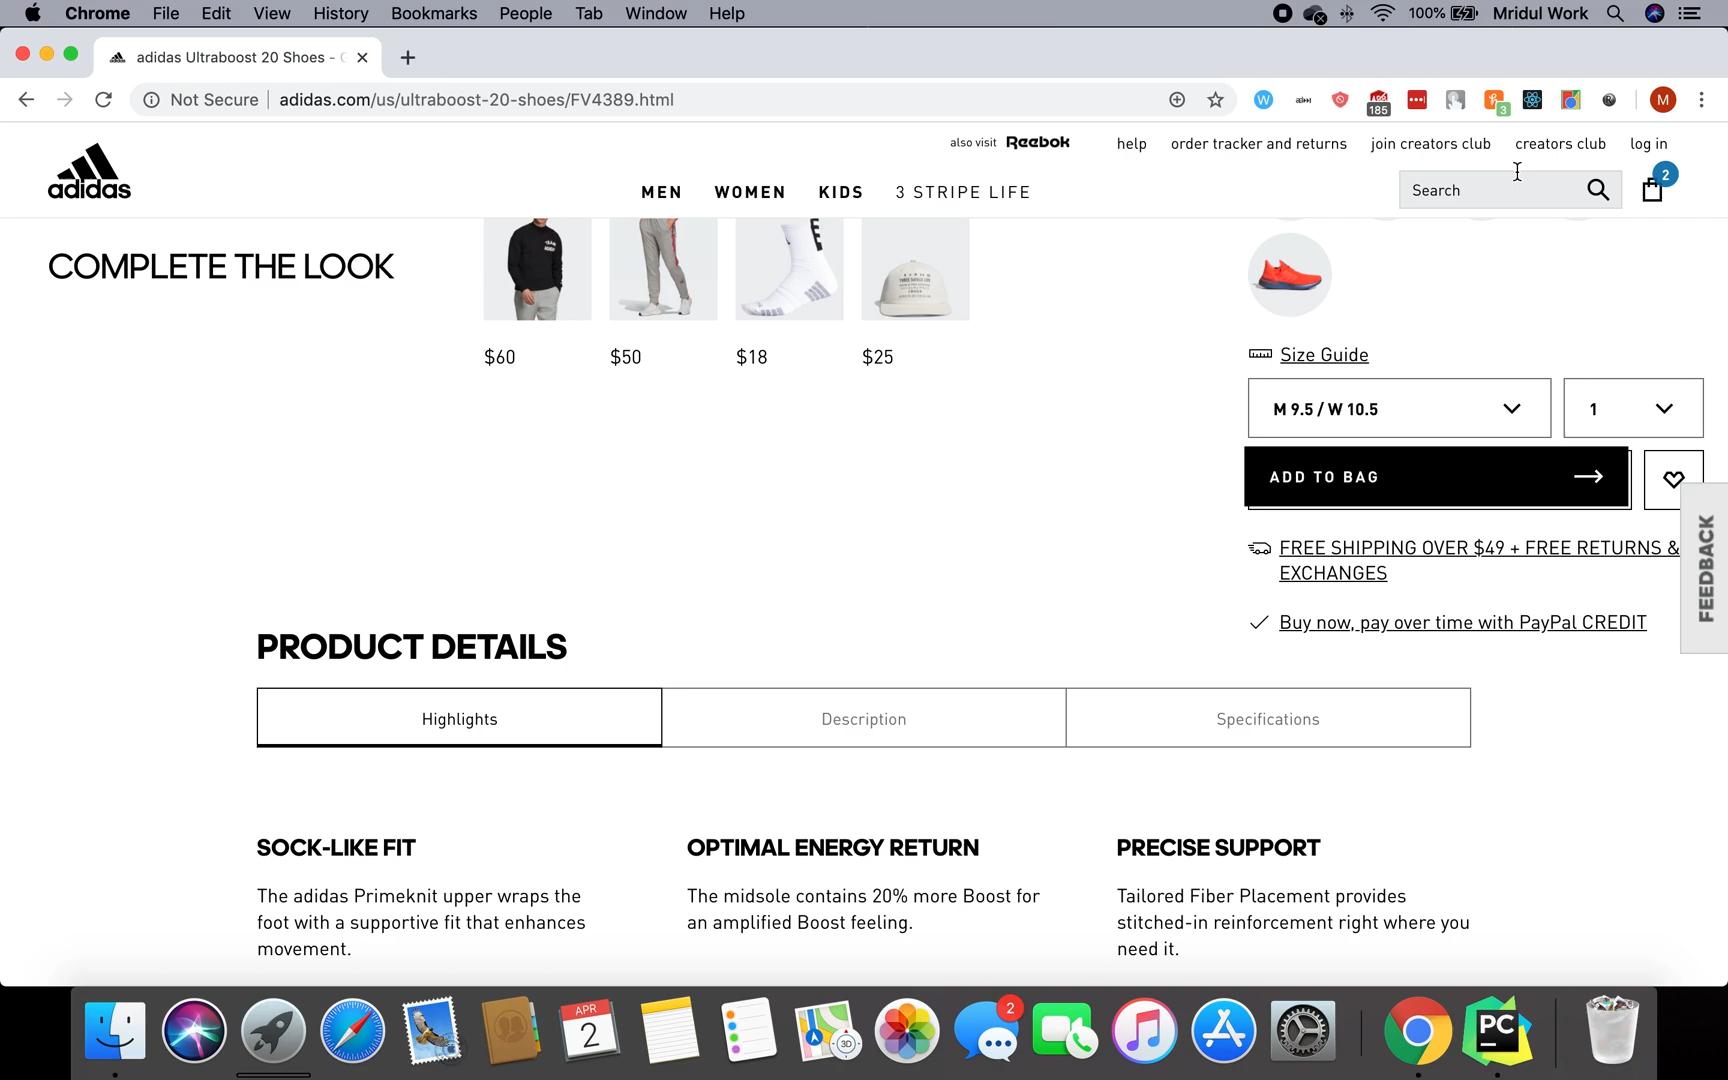 Chrome File Edit View History Bookmarks People Tab Window Help 100% Mridul Work
adidas Ultraboost 20 Shoes -
Not Secure adidas.com/us/ultraboost-20-shoes/FV4389.html 185 3 M
also visit Reebok help order tracker and returns join creators club creators club log in
adidas
MEN WOMEN KIDS 3 STRIPE LIFE Search 2
COMPLETE THE LOOK
$60 $50 $18 $25
Size Guide
M 9.5 / W 10.5 1
ADD TO BAG
FREE SHIPPING OVER $49 + FREE RETURNS &
EXCHANGES
Buy now, pay over time with PayPal CREDIT
FEEDBACK
PRODUCT DETAILS
Highlights Description Specifications
SOCK-LIKE FIT OPTIMAL ENERGY RETURN PRECISE SUPPORT
The adidas Primeknit upper wraps the The midsole contains 20% more Boost for Tailored Fiber Placement provides
foot with a supportive fit that enhances an amplified Boost feeling. stitched-in reinforcement right where you
movement. need it.
APR
2 3D 2 PC